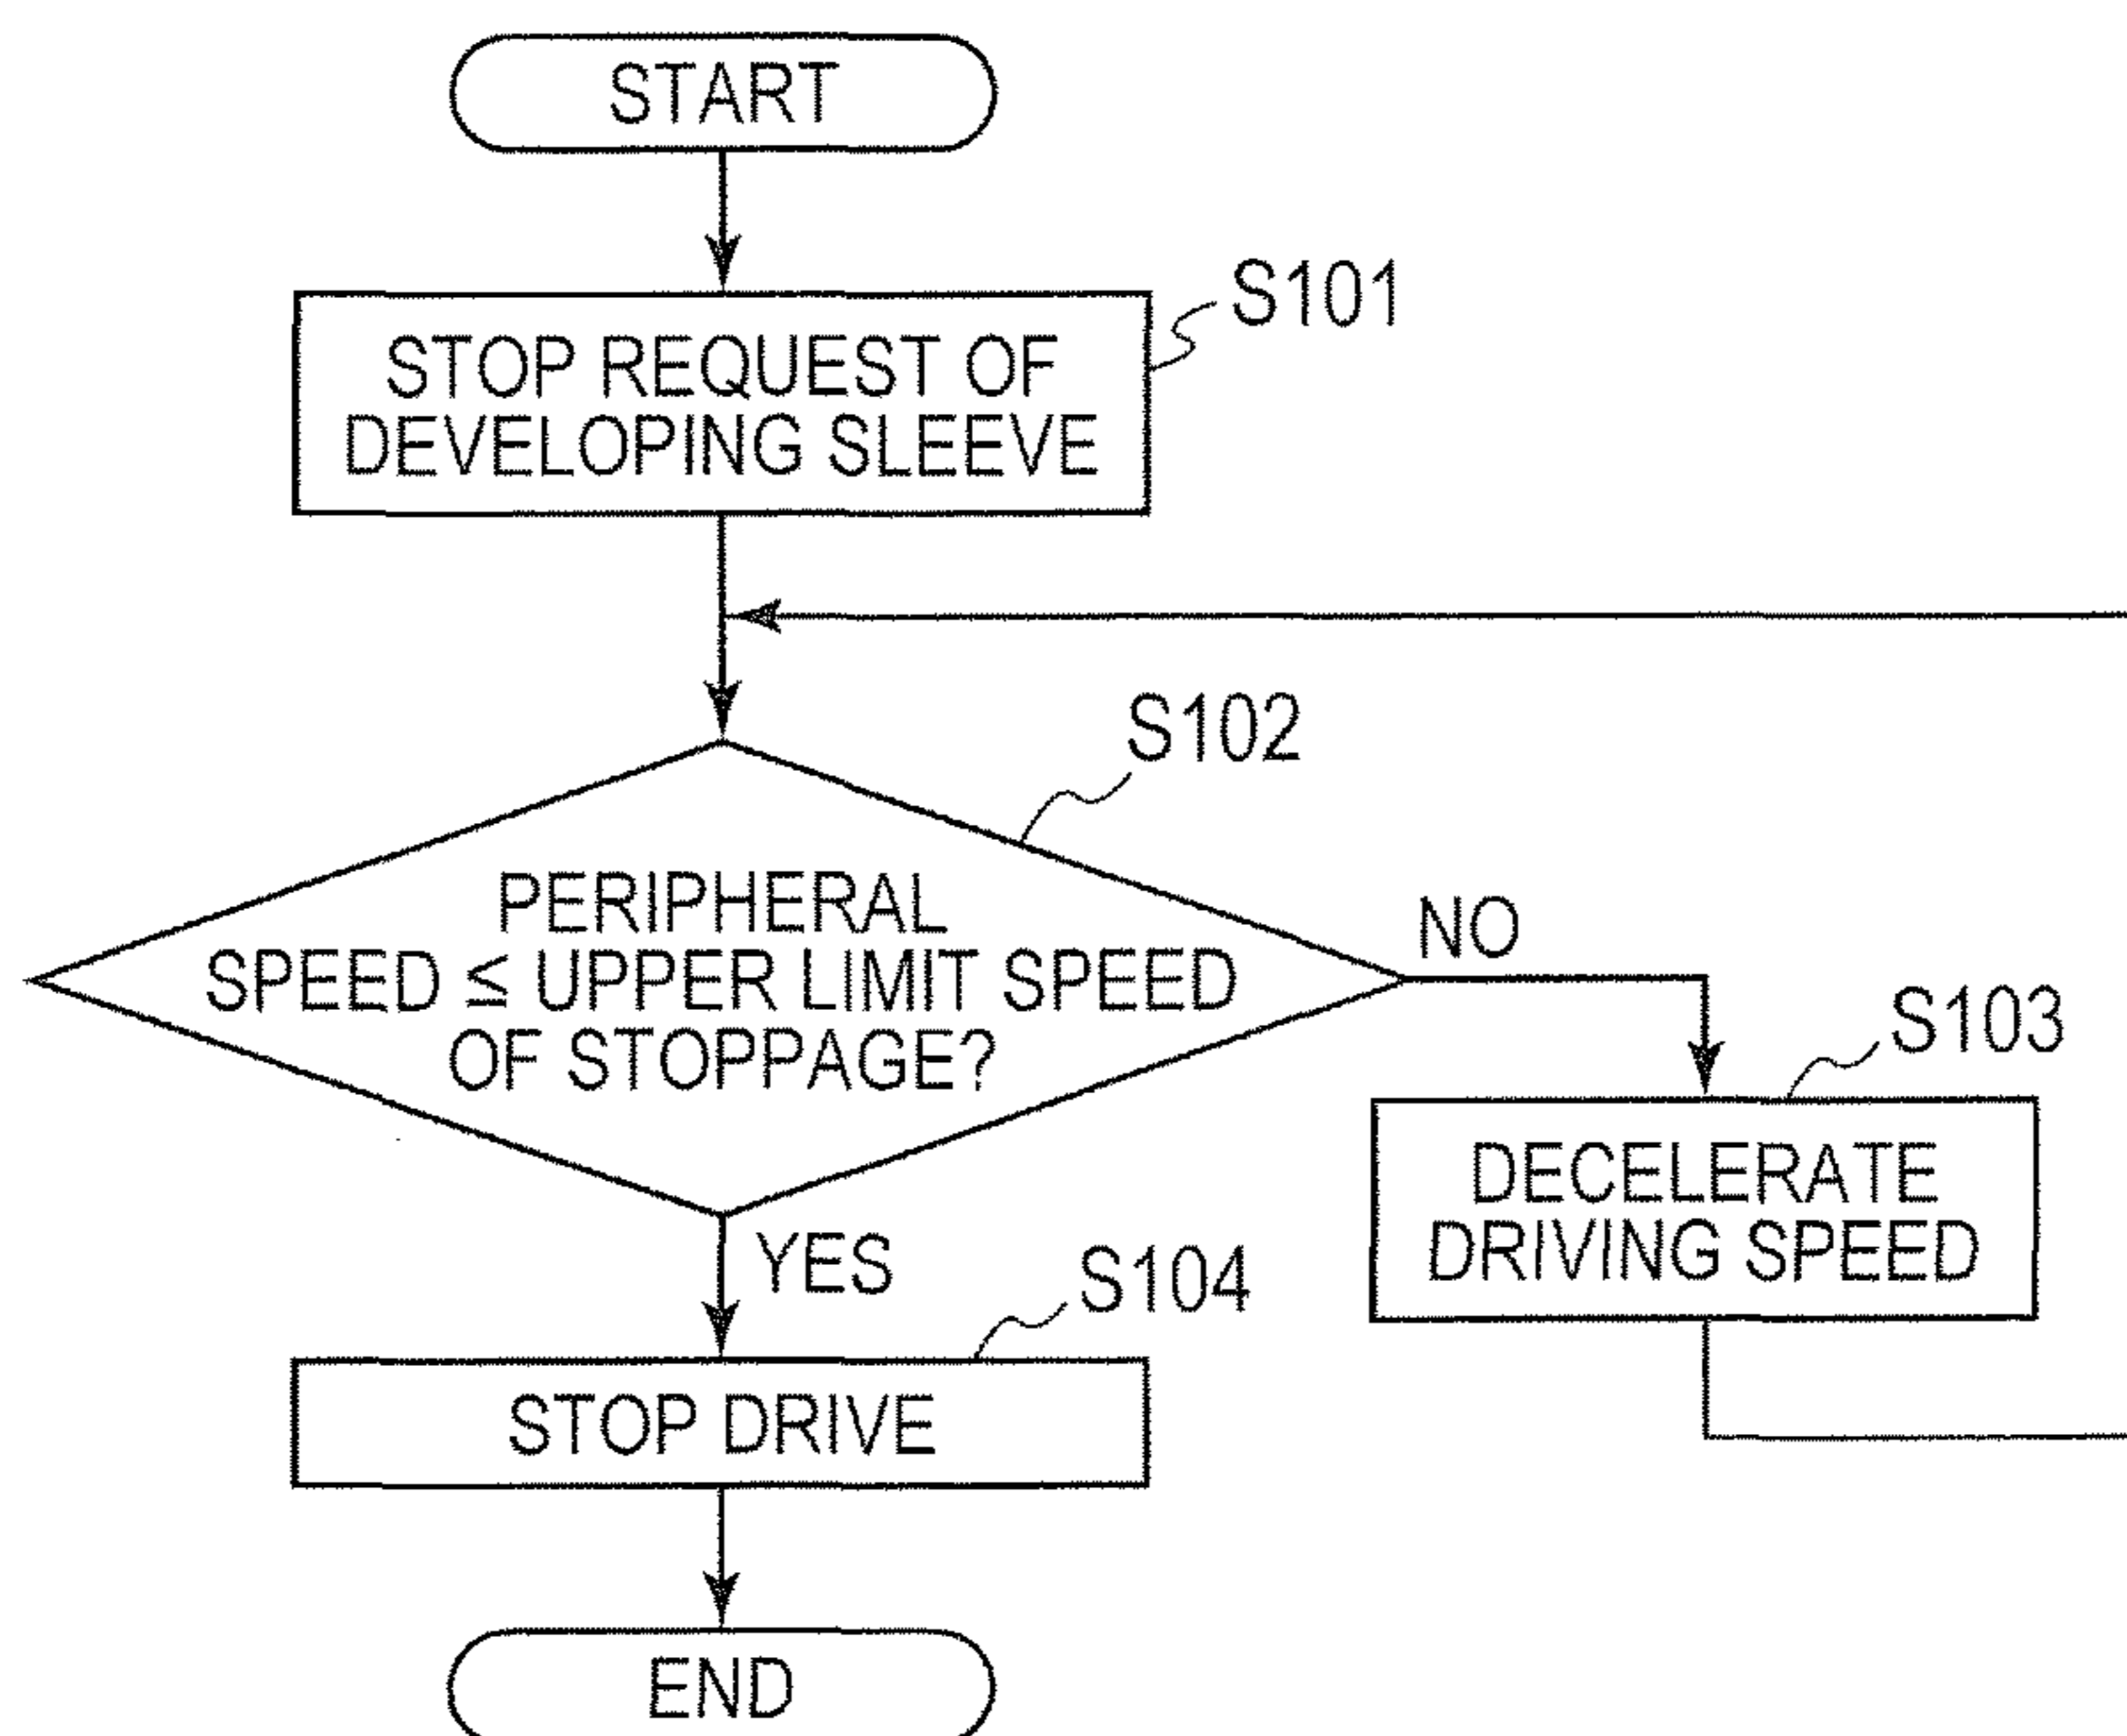 START
S101
STOP REQUEST OF
DEVELOPING SLEEVE
S102
PERIPHERAL
SPEED ≤ UPPER LIMIT SPEED
OF STOPPAGE?
NO
S103
DECELERATE
DRIVING SPEED
YES
S104
STOP DRIVE
END